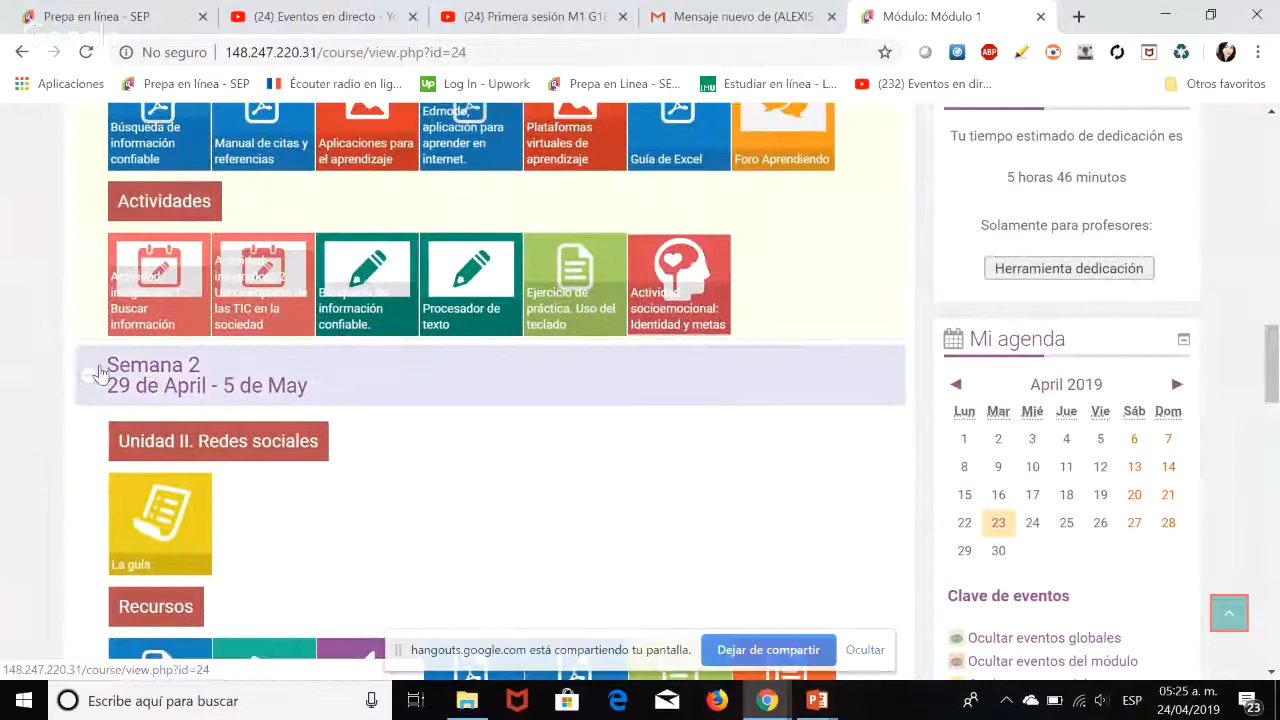 (24) Eventos en directo - Yo
(24) Primera sesión M1 G1
Mensaje nuevo de (ALEXIS
Módulo: Módulo 1
No seguro
148.247.220.31/course/view.php?id=24
Aplicaciones
Prepa en línea - SEP
Écouter radio en lig...
Log In - Upwork
Prepa en Linea - SE...
Estudiar en línea - L...
(232) Eventos en dir...
Otros favoritos
Búsqueda de
información
confiable
Manual de citas y
referencias
Aplicaciones para
el aprendizaje
Edmodo,
aplicación para
aprender en
internet.
Plataformas
virtuales de
aprendizaje
Guía de Excel
Foro Aprendiendo
Actividades
Buscar
información
las TIC en la
sociedad
información
confiable.
Procesador de
texto
Ejercicio de
práctica. Uso del
teclado
Actividad
socioemocional:
Identidad y metas
Semana 2
29 de April - 5 de May
Unidad II. Redes sociales
La guía
Recursos
Tu tiempo estimado de dedicación es
5 horas 46 minutos
Solamente para profesores:
Herramienta dedicación
Mi agenda
April 2019
Lun Mar Mié Jue Vie Sáb Dom
1 2 3 4 5 6 7
8 9 10 11 12 13 14
15 16 17 18 19 20 21
22 23 24 25 26 27 28
29 30
Clave de eventos
Ocultar eventos globales
Ocultar eventos del módulo
hangouts.google.com está compartiendo tu pantalla.
Dejar de compartir
Ocultar
148.247.220.31/course/view.php?id=24
Escribe aquí para buscar
ESP
05:25 a. m.
24/04/2019
23